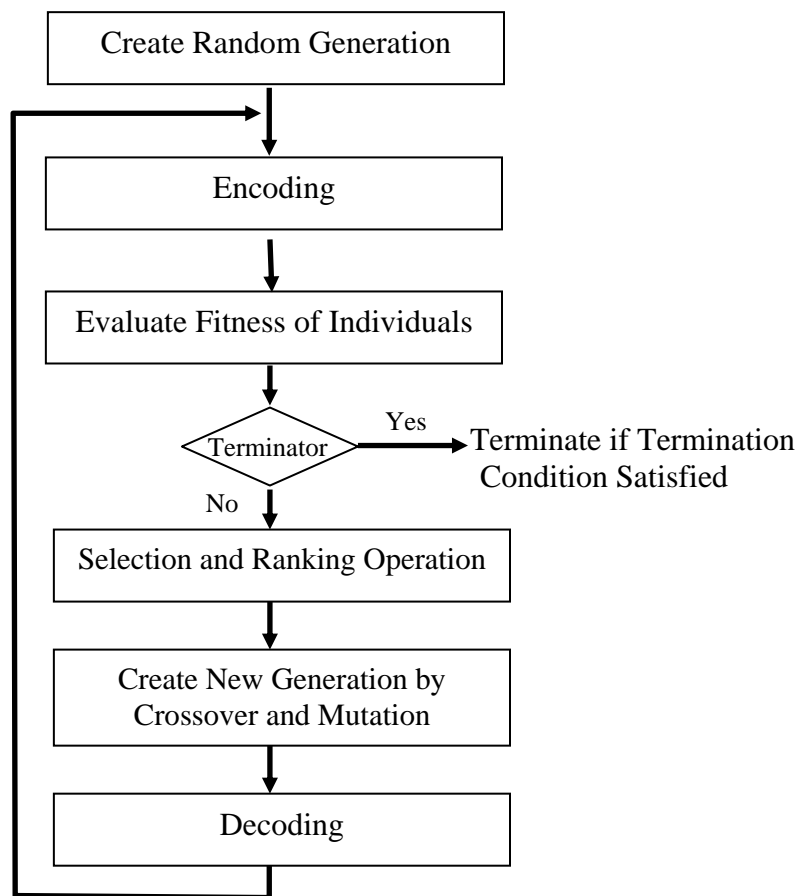 Create Random Generation
Encoding
Evaluate Fitness of Individuals
Terminator
Yes
Terminate if Termination
Condition Satisfied
No
Selection and Ranking Operation
Create New Generation by
Crossover and Mutation
Decoding